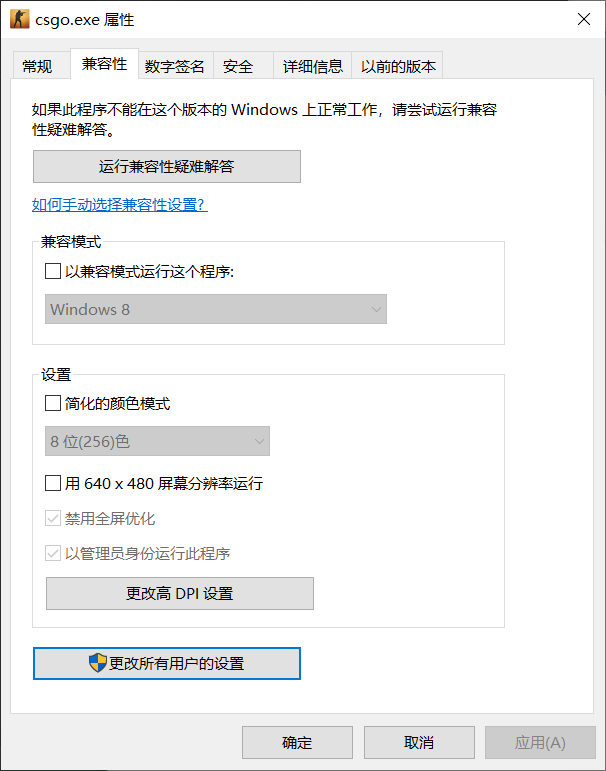 csgo.exe 属性
常规 兼容性 数字签名 安全 详细信息 以前的版本
如果此程序不能在这个版本的 Windows 上正常工作，请尝试运行兼容
性疑难解答。
运行兼容性疑难解答
如何手动选择兼容性设置?
兼容模式
以兼容模式运行这个程序:
Windows 8
设置
简化的颜色模式
8 位(256)色
用 640 x 480 屏幕分辨率运行
禁用全屏优化
以管理员身份运行此程序
更改高 DPI 设置
更改所有用户的设置
确定 取消 应用(A)